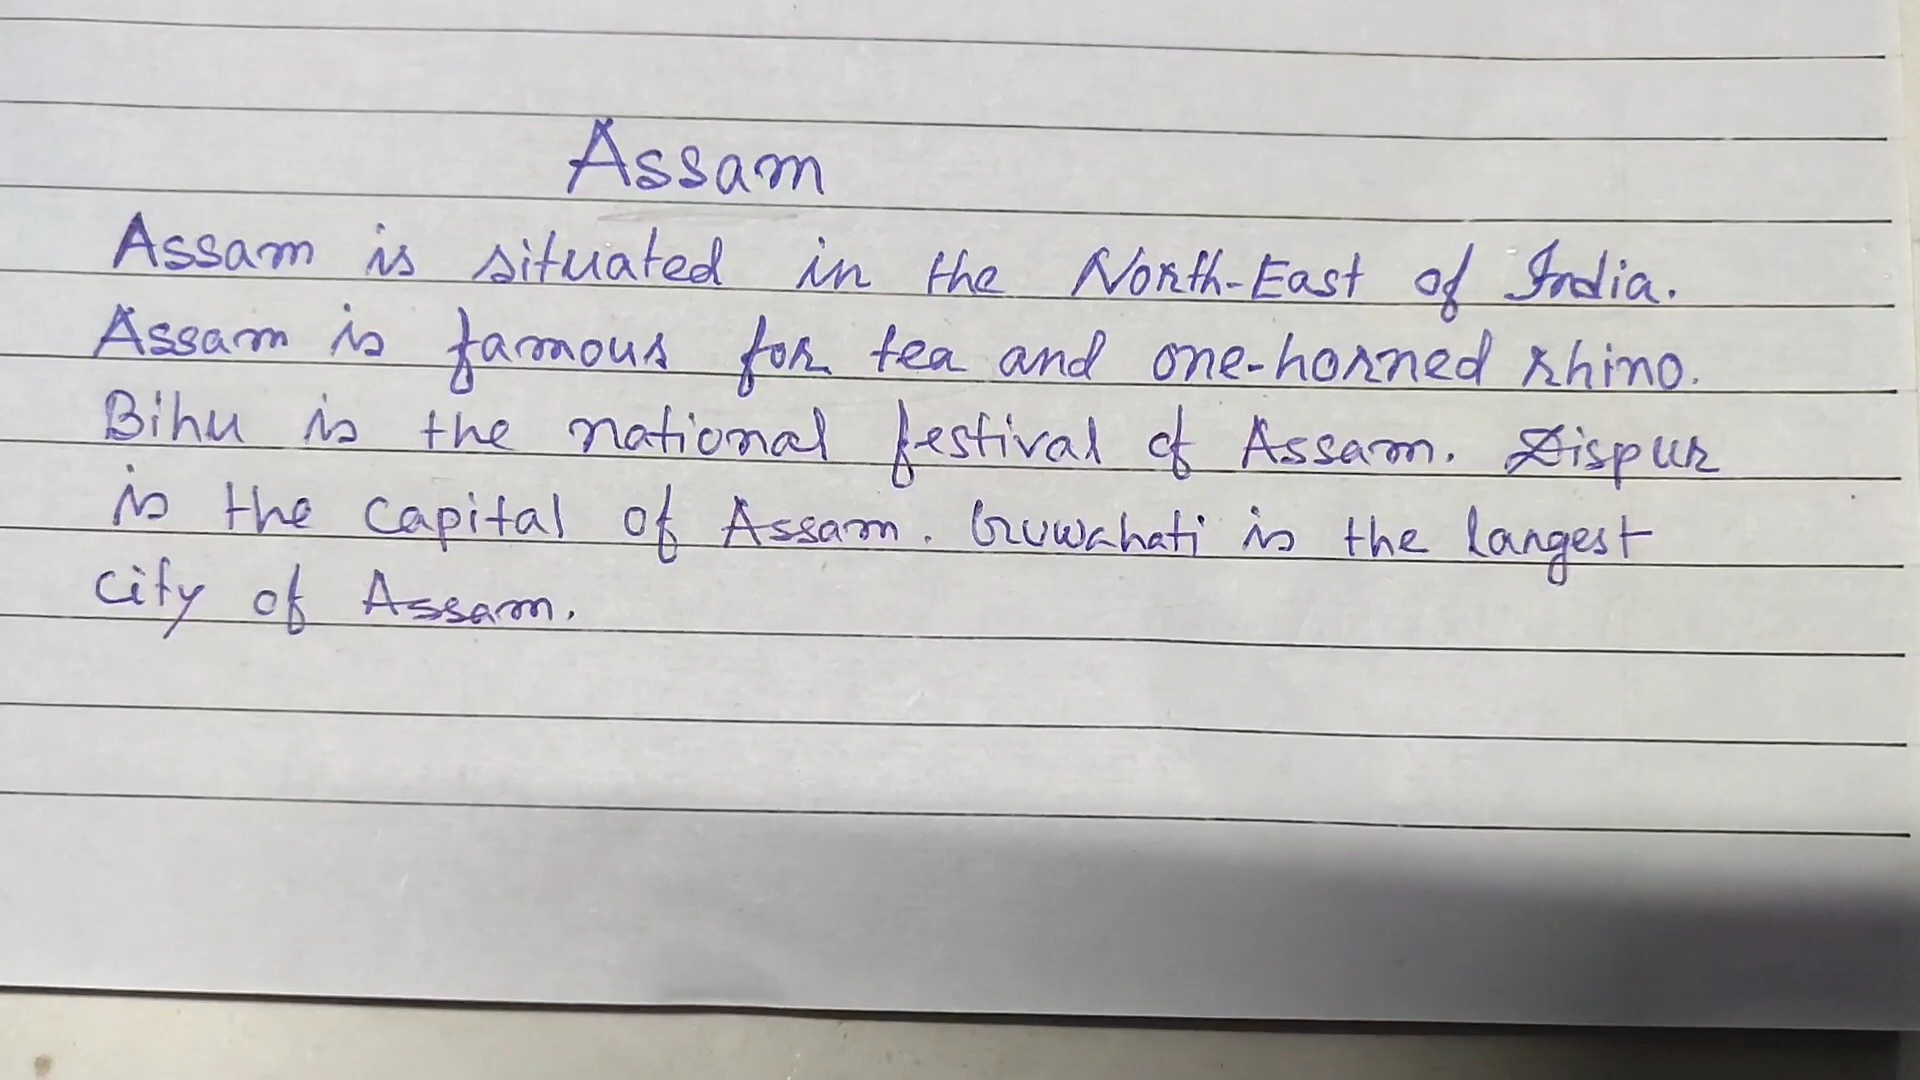 Assam
Assam is situated in the North-East of India.
Assam is famous for tea and one-horned rhino.
Bihu is the national festival of Assam. Dispur
is the capital of Assam. Guwahati is the largest
city of Assam.